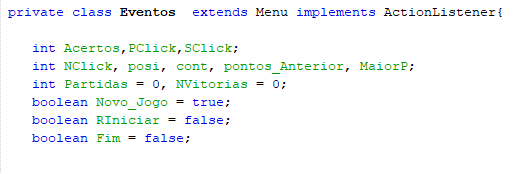 private class Eventos  extends Menu implements ActionListener{
int Acertos,PClick,SClick;
int NClick, posi, cont, pontos_Anterior, MaiorP;
int Partidas = 0, NVitorias = 0;
boolean Novo_Jogo = true;
boolean RIniciar = false;
boolean Fim = false;